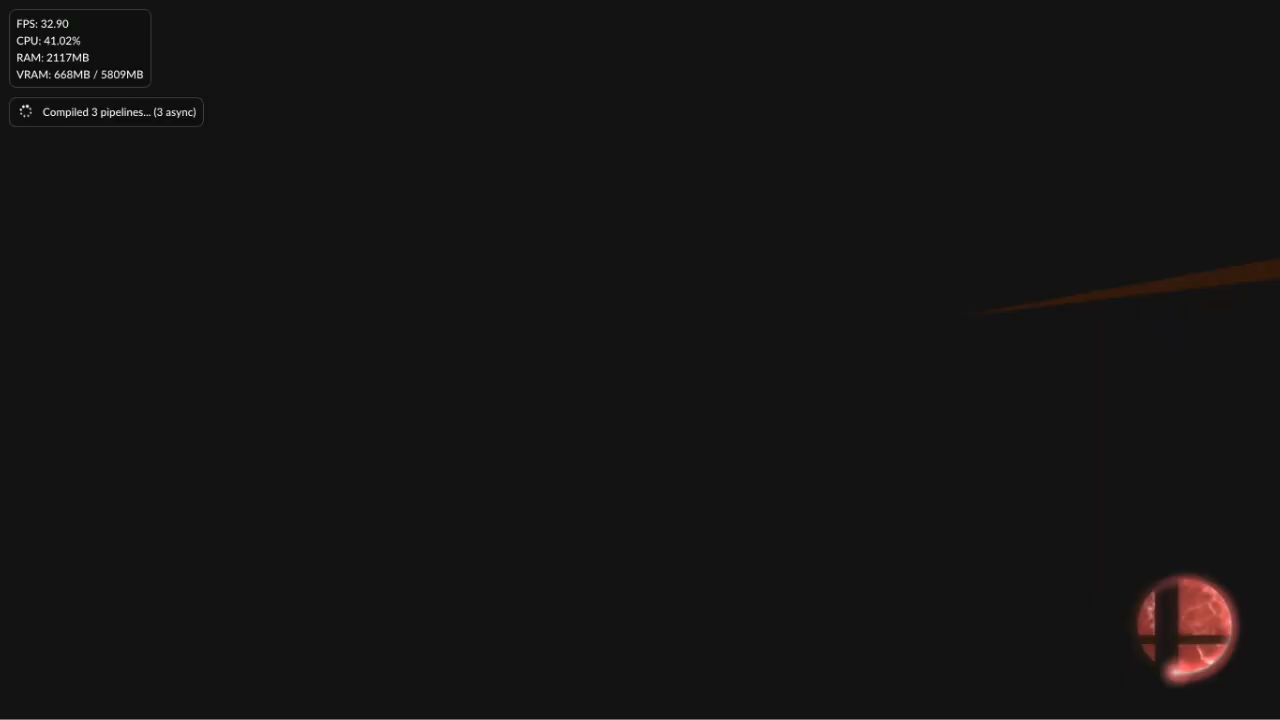 FPS: 32.90
CPU: 41.02%
RAM: 2117MB
VRAM: 668MB / 5809MB
Compiled 3 pipelines... (3 async)